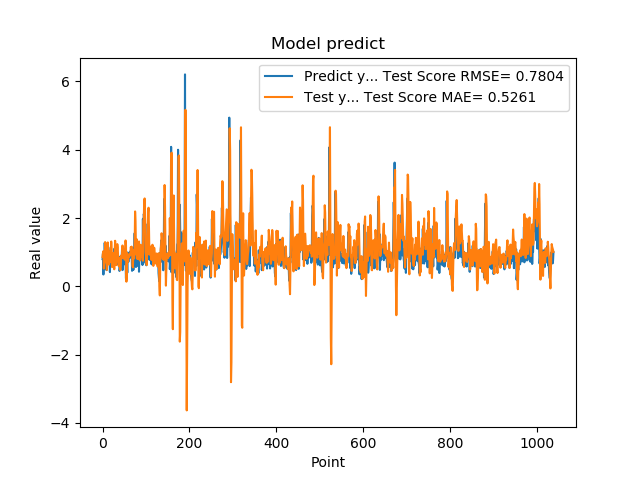 Model predict
Predict y... Test Score RMSE= 0.7804
Test y... Test Score MAE= 0.5261
6
4
2
0
−2
−4
Real value
0 200 400 600 800 1000
Point